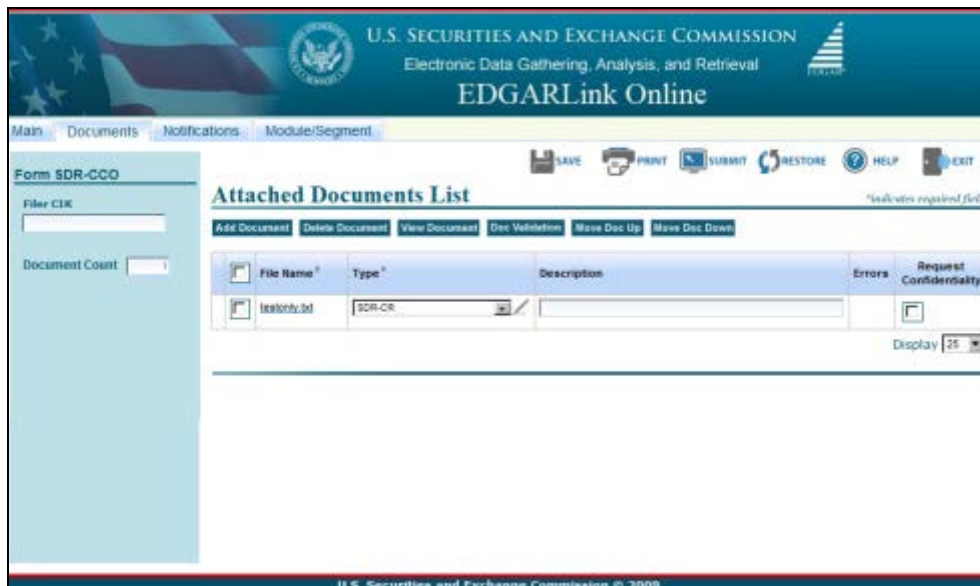 U.S. SECURITIES AND EXCHANGE COMMISSION
Electronic Data Gathering, Analysis, and Retrieval
EDGARLink Online
EDGAR
Main Documents Notifications Module/Segment
SAVE PRINT SUBMIT RESTORE HELP EXIT
Form SDR-CCO
Filer CIK
Document Count 1
Attached Documents List
*indicates required field
Add Document Delete Document View Document Doc Validation Move Doc Up Move Doc Down
File Name* Type* Description Errors Request Confidentiality
testonly.txt SDR-CR
Display 25
U.S. Securities and Exchange Commission © 2009